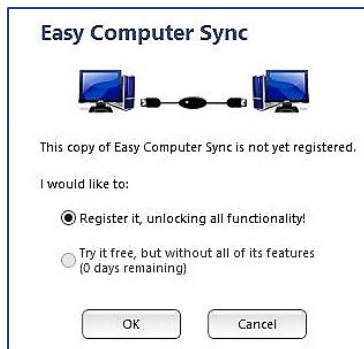 Easy Computer Sync
This copy of Easy Computer Sync is not yet registered.
I would like to:
Register it, unlocking all functionality!
Try it free, but without all of its features
(0 days remaining)
OK
Cancel